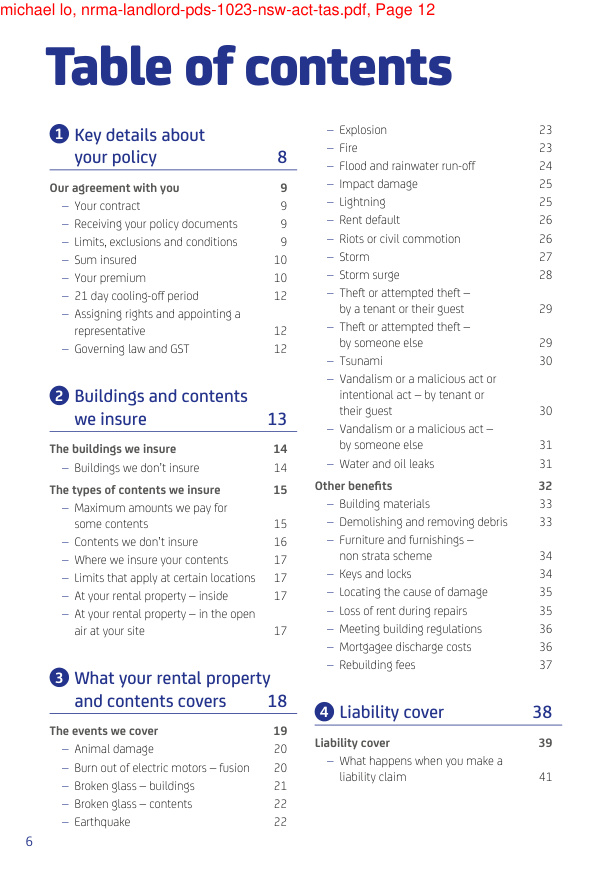 michael lo, nrma-landlord-pds-1023-nsw-act-tas.pdf, Page 12
Table of contents
1 Key details about
your policy 8
Our agreement with you 9
– Your contract 9
– Receiving your policy documents 9
– Limits, exclusions and conditions 9
– Sum insured 10
– Your premium 10
– 21 day cooling-off period 12
– Assigning rights and appointing a
representative 12
– Governing law and GST 12
2 Buildings and contents
we insure 13
The buildings we insure 14
– Buildings we don't insure 14
The types of contents we insure 15
– Maximum amounts we pay for
some contents 15
– Contents we don't insure 16
– Where we insure your contents 17
– Limits that apply at certain locations 17
– At your rental property – inside 17
– At your rental property – in the open
air at your site 17
3 What your rental property
and contents covers 18
The events we cover 19
– Animal damage 20
– Burn out of electric motors – fusion 20
– Broken glass – buildings 21
– Broken glass – contents 22
– Earthquake 22
– Explosion 23
– Fire 23
– Flood and rainwater run-off 24
– Impact damage 25
– Lightning 25
– Rent default 26
– Riots or civil commotion 26
– Storm 27
– Storm surge 28
– Theft or attempted theft –
by a tenant or their guest 29
– Theft or attempted theft –
by someone else 29
– Tsunami 30
– Vandalism or a malicious act or
intentional act – by tenant or
their guest 30
– Vandalism or a malicious act –
by someone else 31
– Water and oil leaks 31
Other benefits 32
– Building materials 33
– Demolishing and removing debris 33
– Furniture and furnishings –
non strata scheme 34
– Keys and locks 34
– Locating the cause of damage 35
– Loss of rent during repairs 35
– Meeting building regulations 36
– Mortgagee discharge costs 36
– Rebuilding fees 37
4 Liability cover 38
Liability cover 39
– What happens when you make a
liability claim 41
6